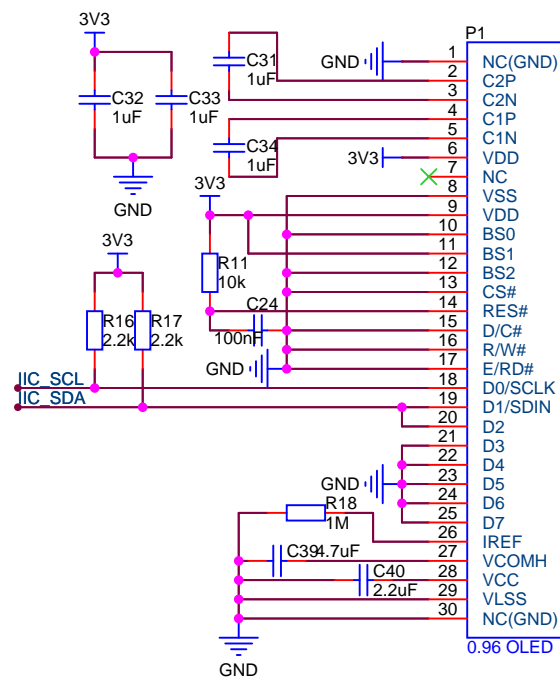 3V3
C32
1uF
C33
1uF
GND
C31
1uF
C34
1uF
GND
3V3
P1
1 NC(GND)
2 C2P
3 C2N
4 C1P
5 C1N
6 VDD
7 NC
8 VSS
9 VDD
10 BS0
11 BS1
12 BS2
13 CS#
14 RES#
15 D/C#
16 R/W#
17 E/RD#
18 D0/SCLK
19 D1/SDIN
20 D2
21 D3
22 D4
23 D5
24 D6
25 D7
26 IREF
27 VCOMH
28 VCC
29 VLSS
30 NC(GND)
0.96 OLED
3V3
R11
10k
C24
100nF
GND
3V3
R16
2.2k
R17
2.2k
IIC_SCL
IIC_SDA
GND
R18
1M
C39 4.7uF
C40
2.2uF
GND